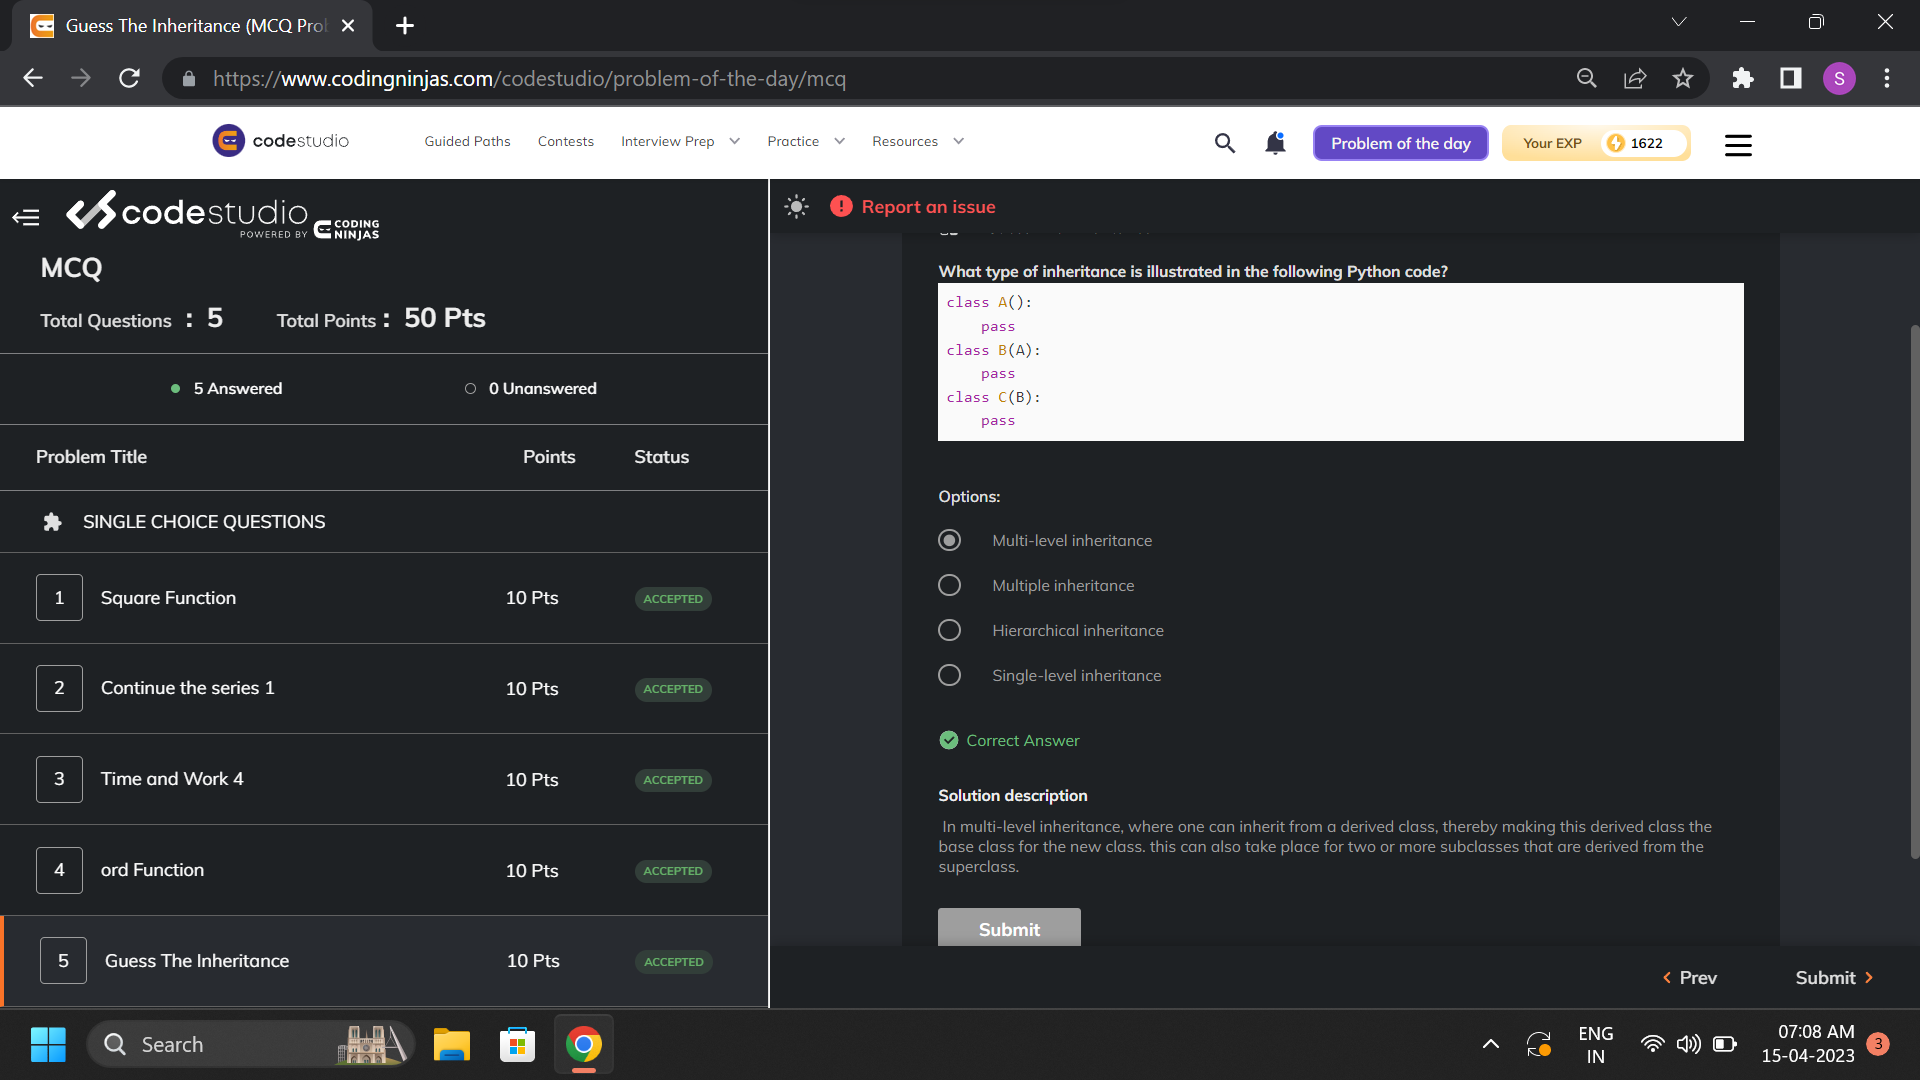 Guess The Inheritance (MCQ Prob
https://www.codingninjas.com/codestudio/problem-of-the-day/mcq
S
codestudio
Guided Paths
Contests
Interview Prep
Practice
Resources
Problem of the day
Your EXP
1622
codestudio
POWERED BY CODING NINJAS
MCQ
Total Questions : 5
Total Points : 50 Pts
5 Answered
0 Unanswered
Problem Title Points Status
SINGLE CHOICE QUESTIONS
1 Square Function 10 Pts ACCEPTED
2 Continue the series 1 10 Pts ACCEPTED
3 Time and Work 4 10 Pts ACCEPTED
4 ord Function 10 Pts ACCEPTED
5 Guess The Inheritance 10 Pts ACCEPTED
Report an issue
What type of inheritance is illustrated in the following Python code?
class A():
    pass
class B(A):
    pass
class C(B):
    pass
Options:
Multi-level inheritance
Multiple inheritance
Hierarchical inheritance
Single-level inheritance
Correct Answer
Solution description
In multi-level inheritance, where one can inherit from a derived class, thereby making this derived class the
base class for the new class. this can also take place for two or more subclasses that are derived from the
superclass.
Submit
Prev
Submit
Search
ENG
IN
07:08 AM
15-04-2023
3